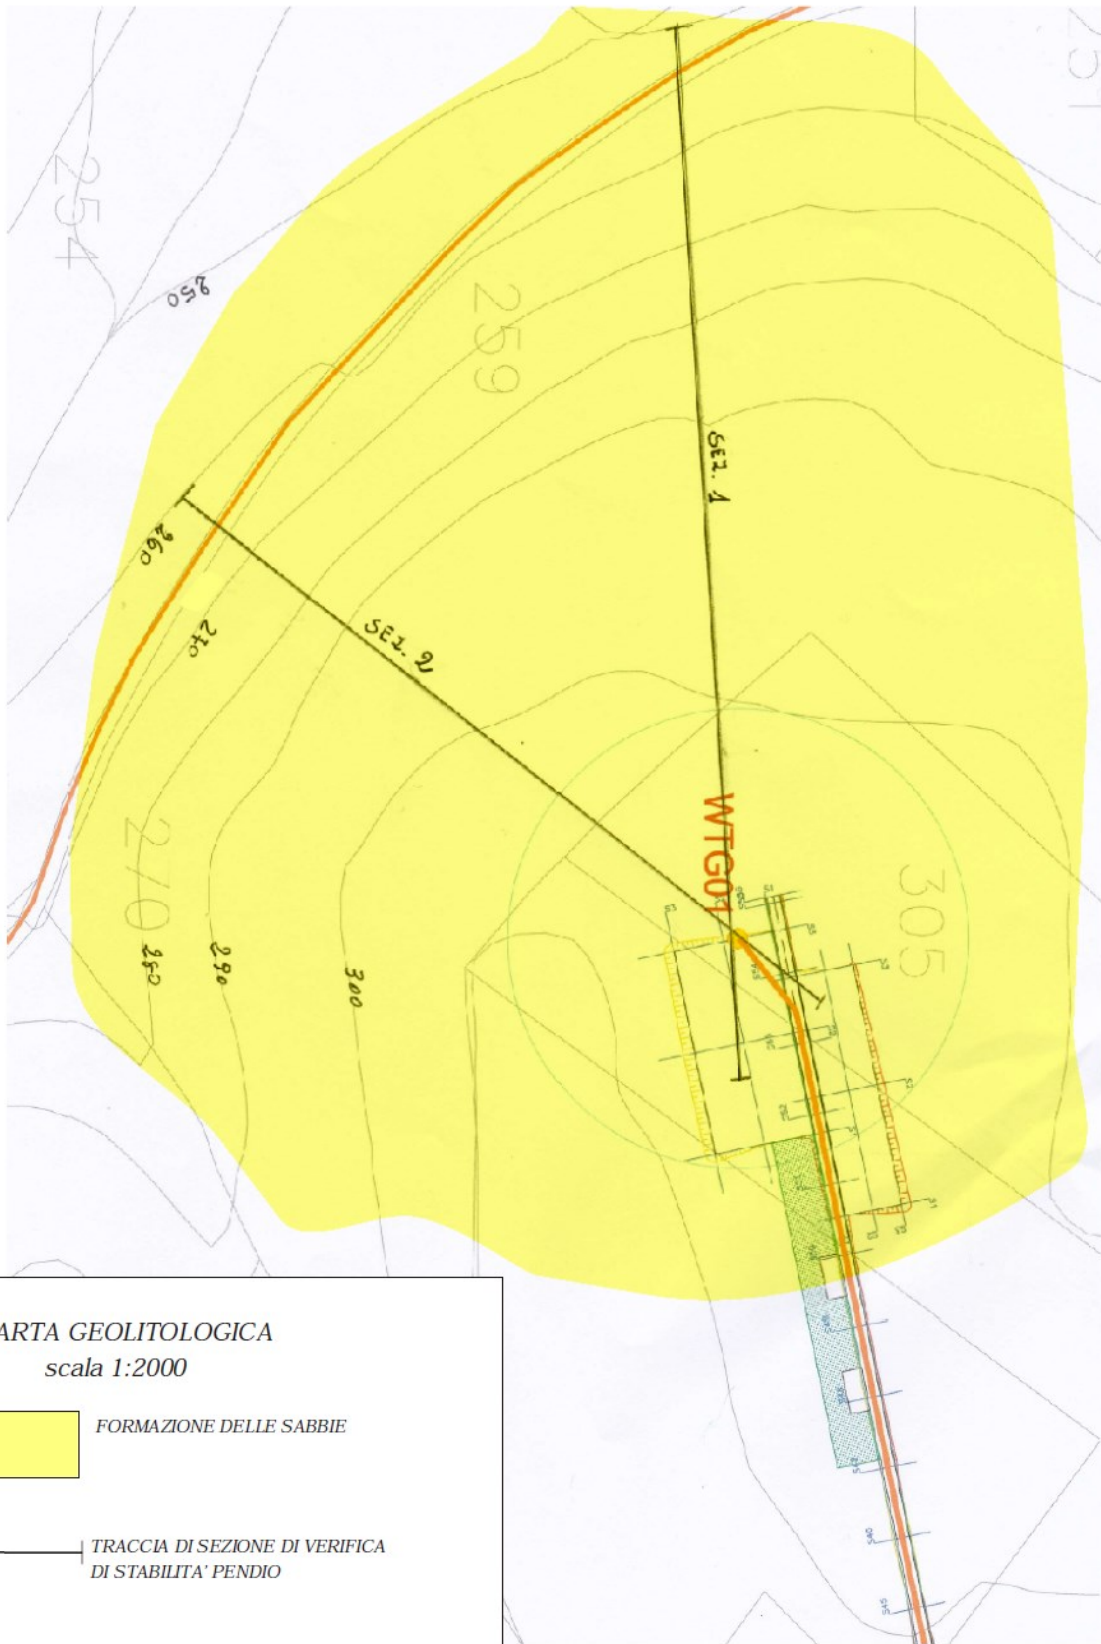 251
254
250
259
SEZ. 1
260
SEZ. 2
270
WTG01
305
270
280
290
300
ARTA GEOLITOLOGICA
scala 1:2000
FORMAZIONE DELLE SABBIE
TRACCIA DI SEZIONE DI VERIFICA
DI STABILITA' PENDIO